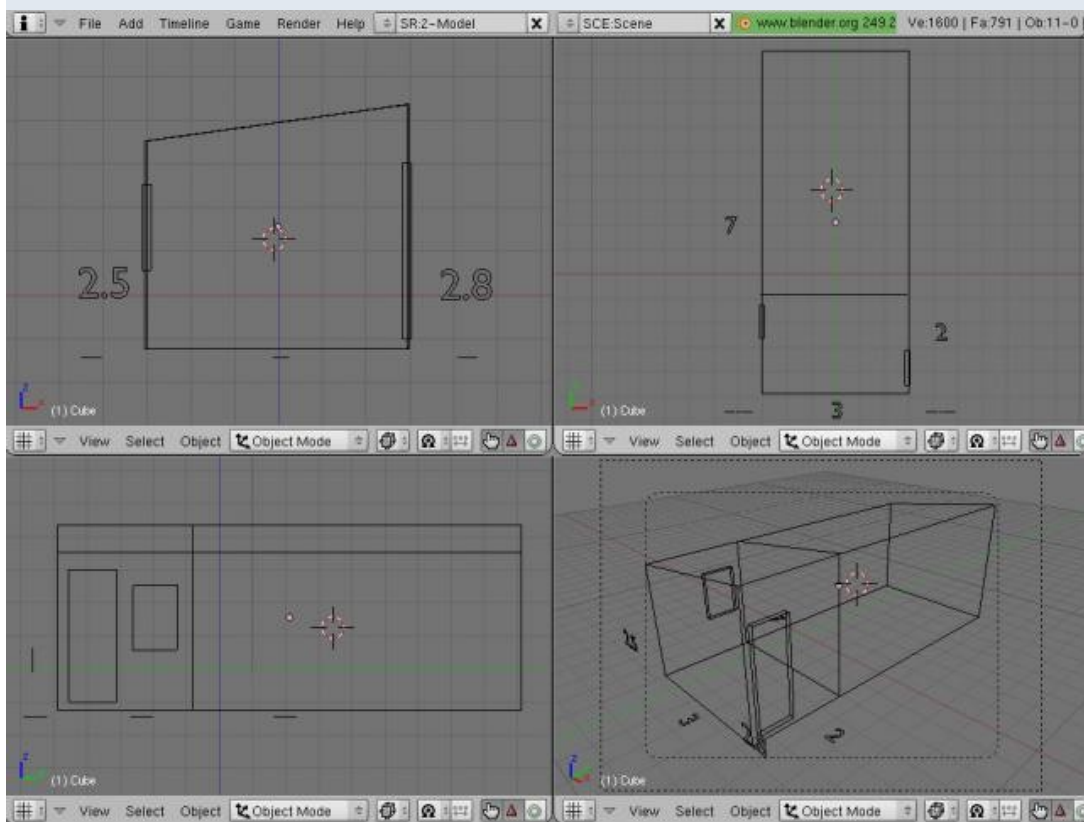 File Add Timeline Game Render Help SR:2-Model X SCE:Scene X www.blender.org 249.2 Ve:1600 | Fa:791 | Ob:11-0
2.5
2.8
(1) Cube
7
2
3
(1) Cube
View Select Object Object Mode
View Select Object Object Mode
(1) Cube
3
2
(1) Cube
View Select Object Object Mode
View Select Object Object Mode